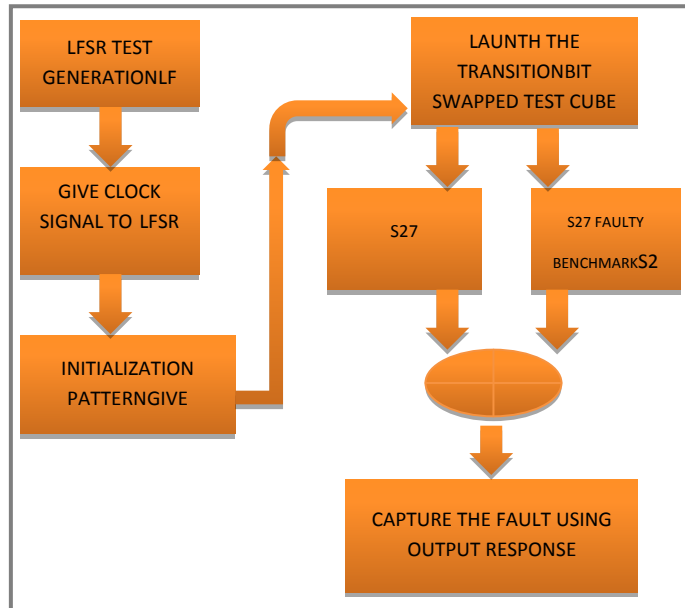 LFSR TEST
GENERATIONLF
GIVE CLOCK
SIGNAL TO LFSR
INITIALIZATION
PATTERNGIVE
LAUNTH THE
TRANSITIONBIT
SWAPPED TEST CUBE
S27
S27 FAULTY
BENCHMARKS2
CAPTURE THE FAULT USING
OUTPUT RESPONSE